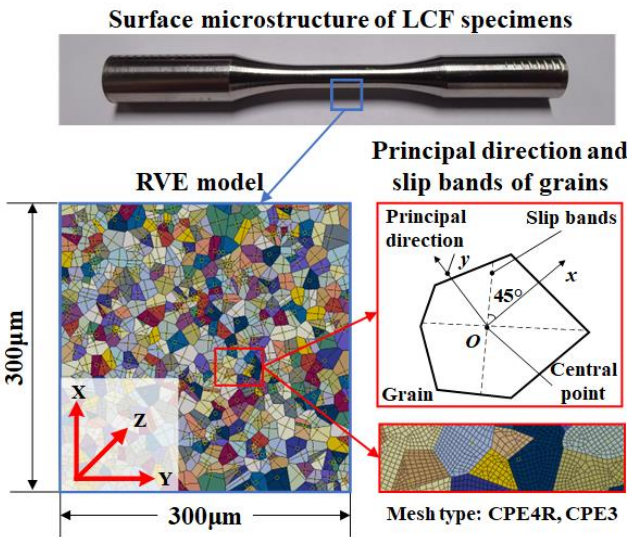 Surface microstructure of LCF specimens
RVE model
Principal direction and
slip bands of grains
Principal
direction
Slip bands
y
x
45°
O
Grain
Central
point
300μm
X
Z
Y
300μm
Mesh type: CPE4R, CPE3